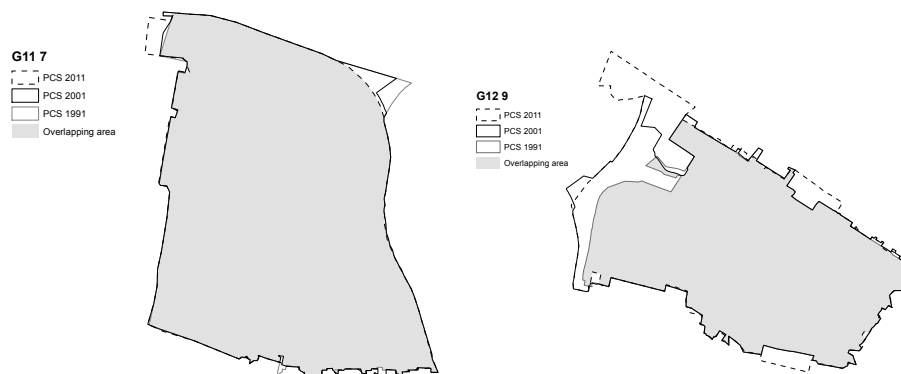 G11 7
PCS 2011
PCS 2001
PCS 1991
Overlapping area
G12 9
PCS 2011
PCS 2001
PCS 1991
Overlapping area